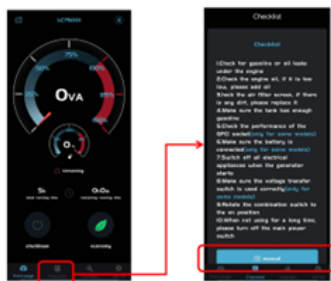 75%
50%
100%
25%
0VA
Remaining
shutdown
economy
Checklist
Checklist
1:Check for gasoline or oil leaks
under the engine
2:Check the engine oil, if it is too
low, please add oil
3:heck the air filter screen, if there
is any dirt, please replace it
4:Make sure the tank has enough
gasoline
5:Check the performance of the
GFCI socket(only for some models)
6:Make sure the battery is
connected(only for some models)
7:Switch off all electrical
appliances when the generator
starts
8:Make sure the voltage transfer
switch is used correctly(only for
some models)
9:Rotate the combination switch to
the on position
10:When not using for a long time,
please turn off the main power
switch
manual
Checklist